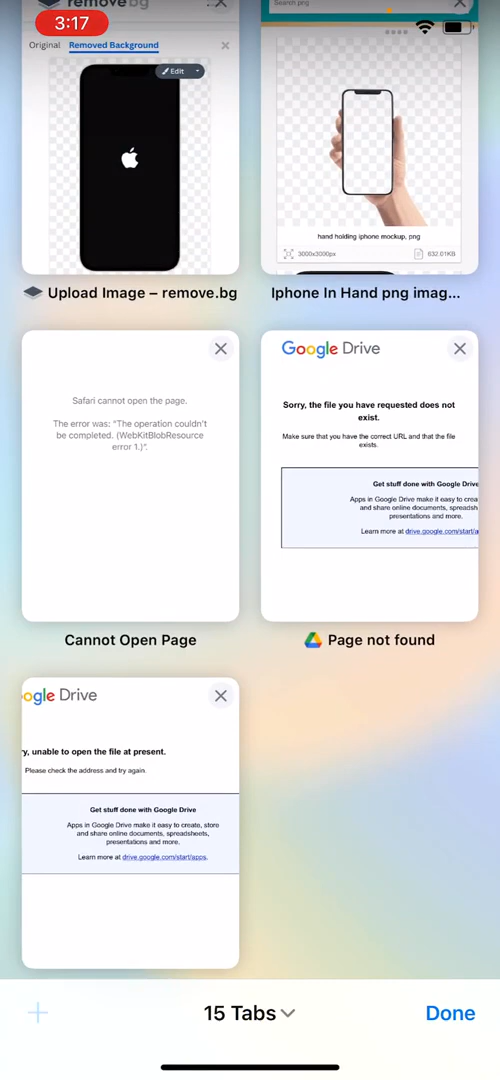 removebg
Search png
3:17
Original Removed Background
Edit
hand holding iphone mockup, png
3000x3000px
632.01KB
Upload Image – remove.bg
Iphone In Hand png imag...
Safari cannot open the page.
The error was: "The operation couldn't
be completed. (WebKitBlobResource
error 1.)".
Cannot Open Page
Google Drive
Sorry, the file you have requested does not
exist.
Make sure that you have the correct URL and that the file
exists.
Get stuff done with Google Drive
Apps in Google Drive make it easy to crea
and share online documents, spreadsh
presentations and more.
Learn more at drive.google.com/start/a
Page not found
ogle Drive
y, unable to open the file at present.
Please check the address and try again.
Get stuff done with Google Drive
Apps in Google Drive make it easy to create, store
and share online documents, spreadsheets,
presentations and more.
Learn more at drive.google.com/start/apps.
15 Tabs
Done